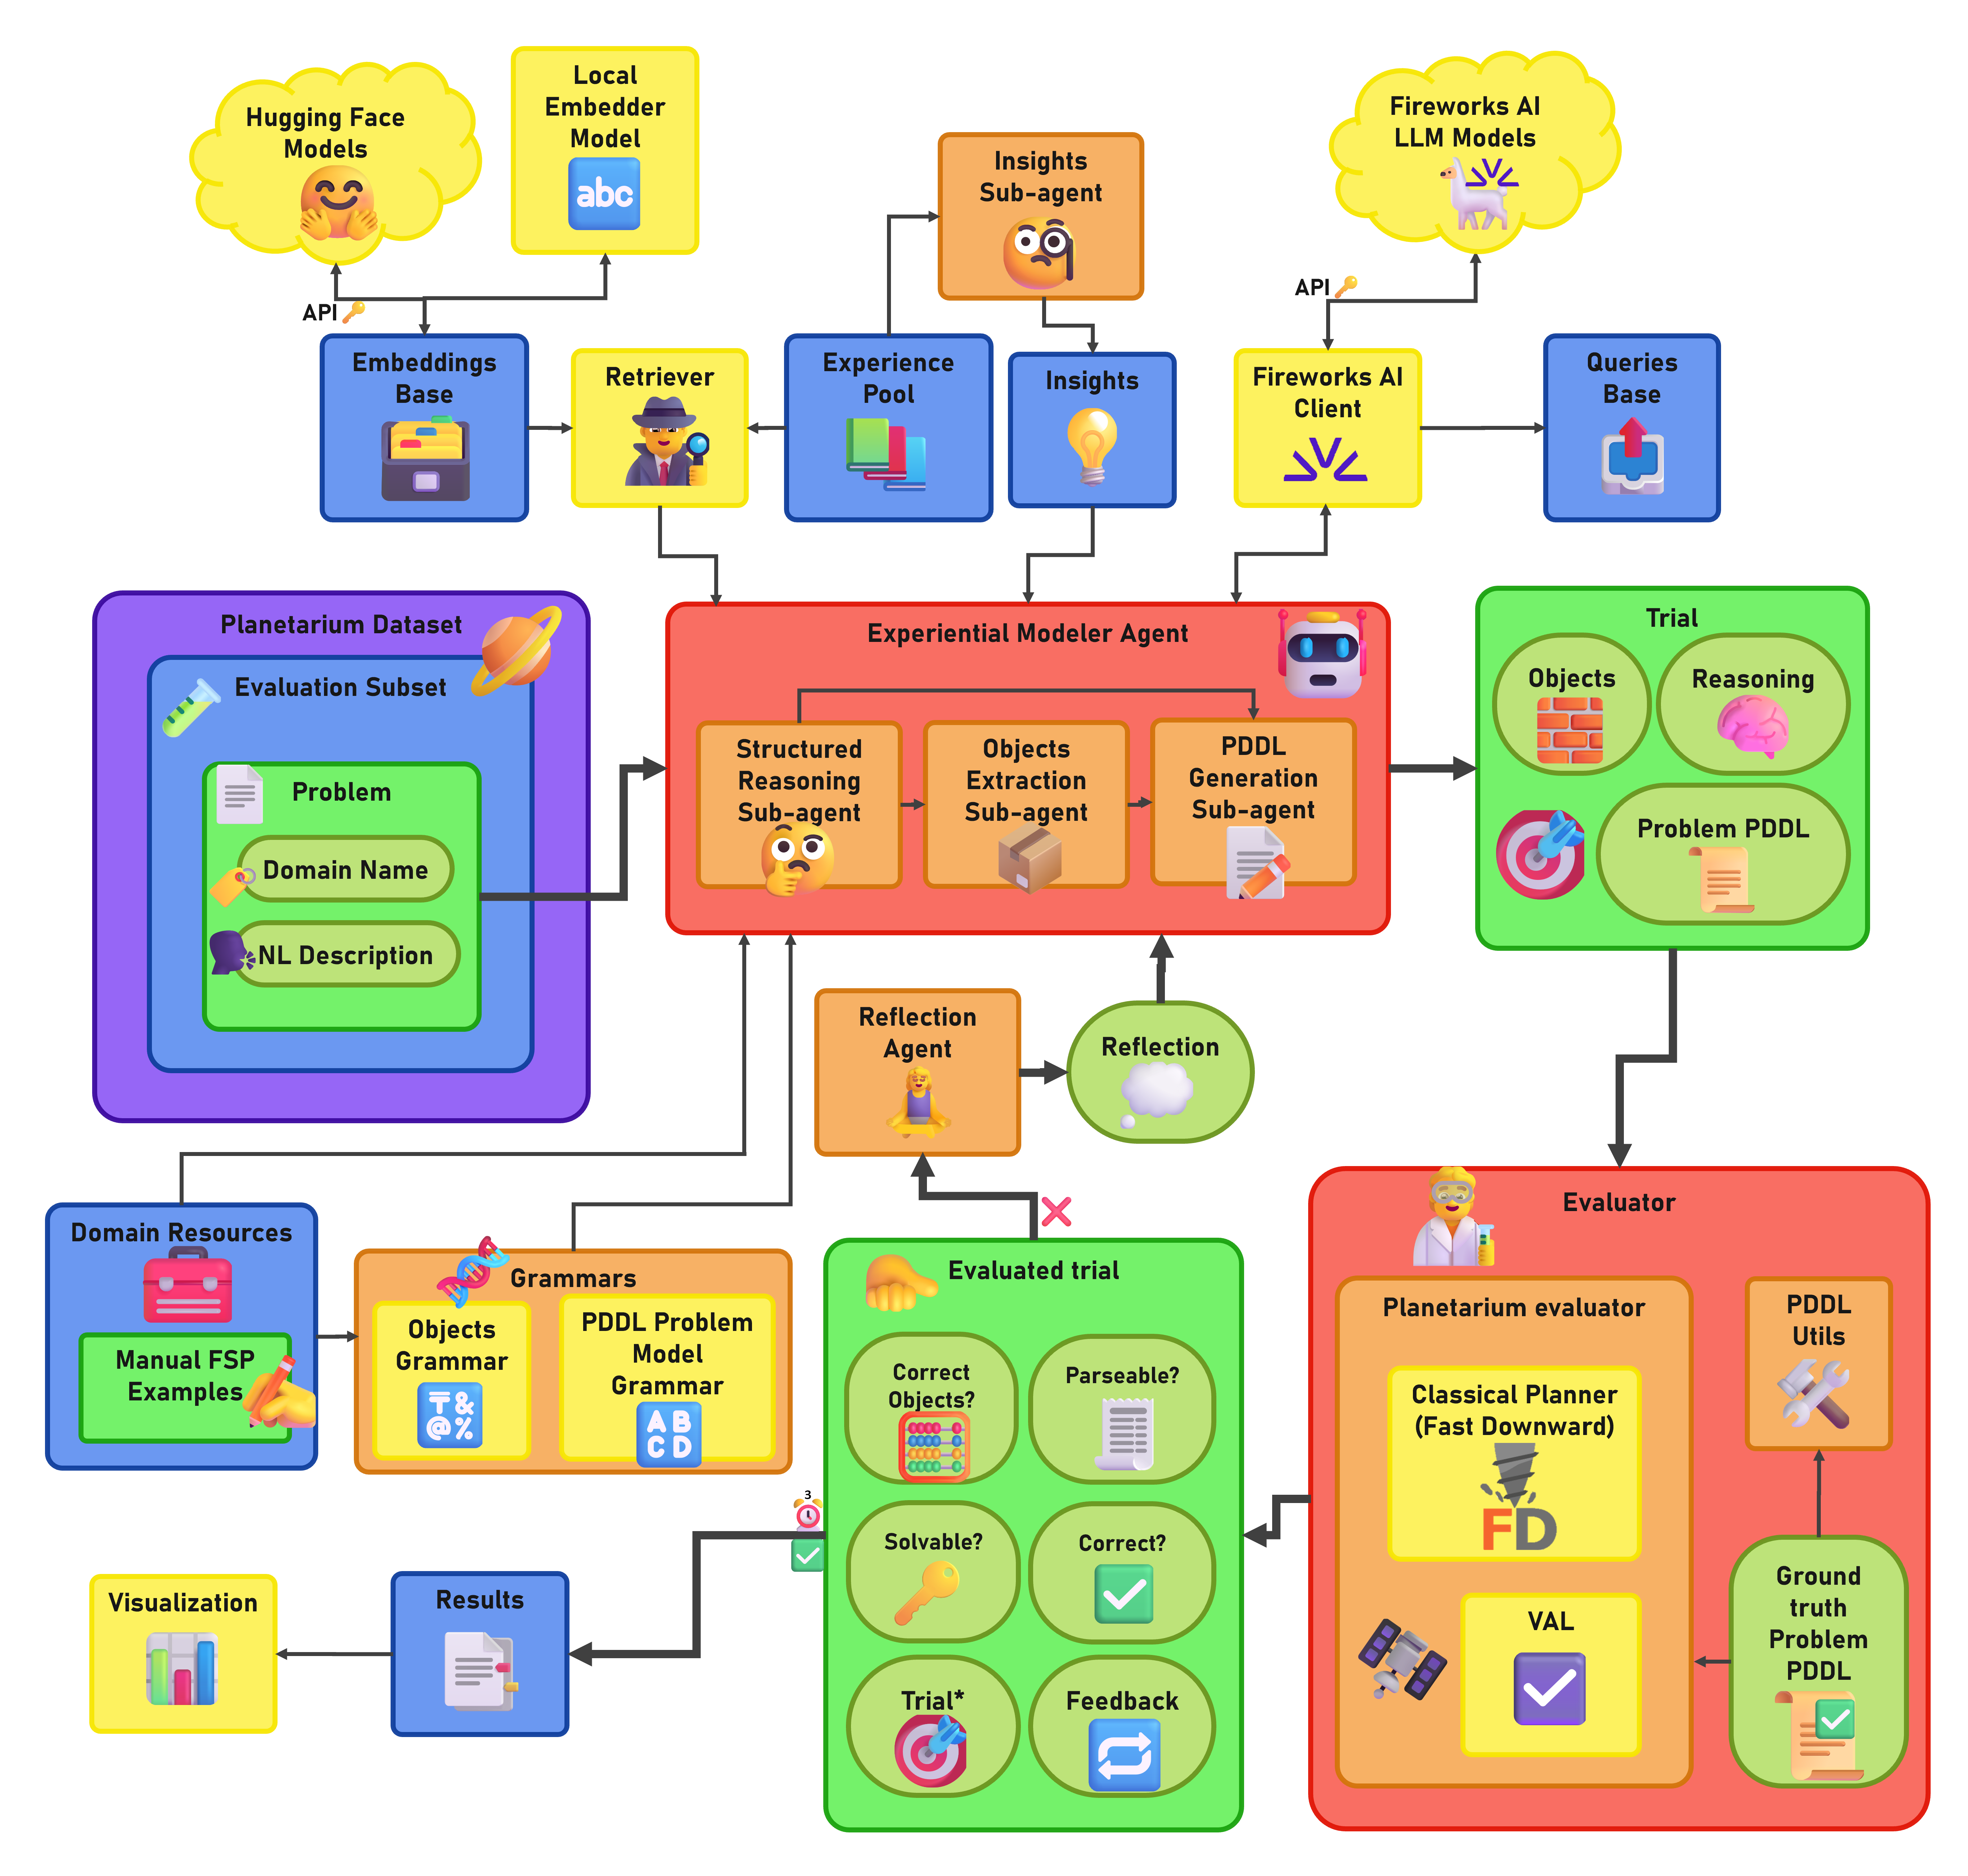 Hugging Face
Models
Local
Embedder
Model
abc
Insights
Sub-agent
Fireworks AI
LLM Models
API
API
Embeddings
Base
Retriever
Experience
Pool
Insights
Fireworks AI
Client
Queries
Base
Planetarium Dataset
Evaluation Subset
Problem
Domain Name
NL Description
Experiential Modeler Agent
Structured
Reasoning
Sub-agent
Objects
Extraction
Sub-agent
PDDL
Generation
Sub-agent
Trial
Objects
Reasoning
Problem PDDL
Reflection
Agent
Reflection
Domain Resources
Manual FSP
Examples
Grammars
Objects
Grammar
T&
@%
PDDL Problem
Model
Grammar
AB
CD
Evaluated trial
Correct
Objects?
Parseable?
Solvable?
Correct?
Trial*
Feedback
3
Evaluator
Planetarium evaluator
Classical Planner
(Fast Downward)
FD
VAL
PDDL
Utils
Ground
truth
Problem
PDDL
Results
Visualization